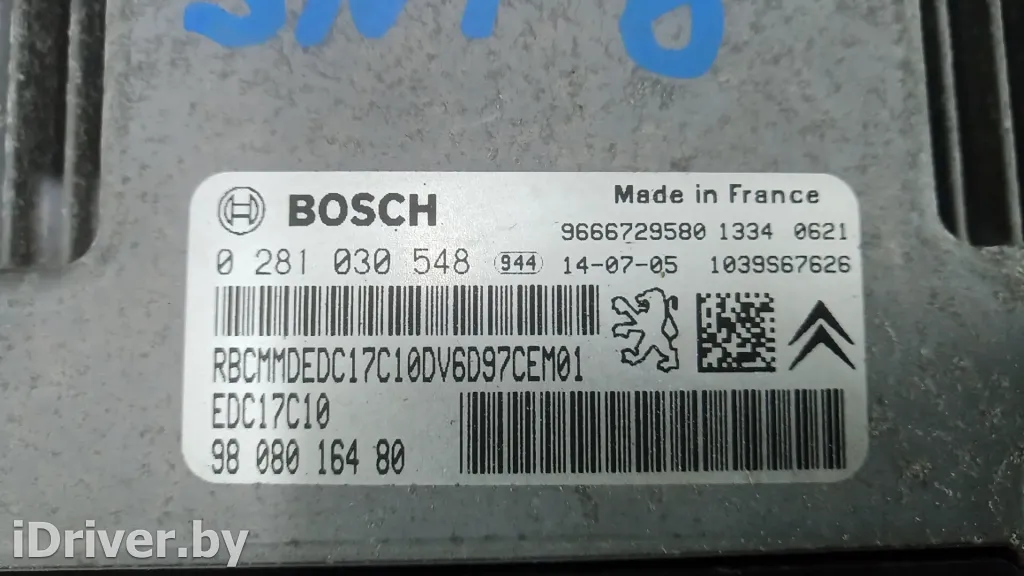 BOSCH
Made in France
9666729580 1334 0621
0 281 030 548 944 14-07-05 1039S67626
RBCMMDEDC17C10DV6D97CEM01
EDC17C10
98 080 164 80
iDriver.by